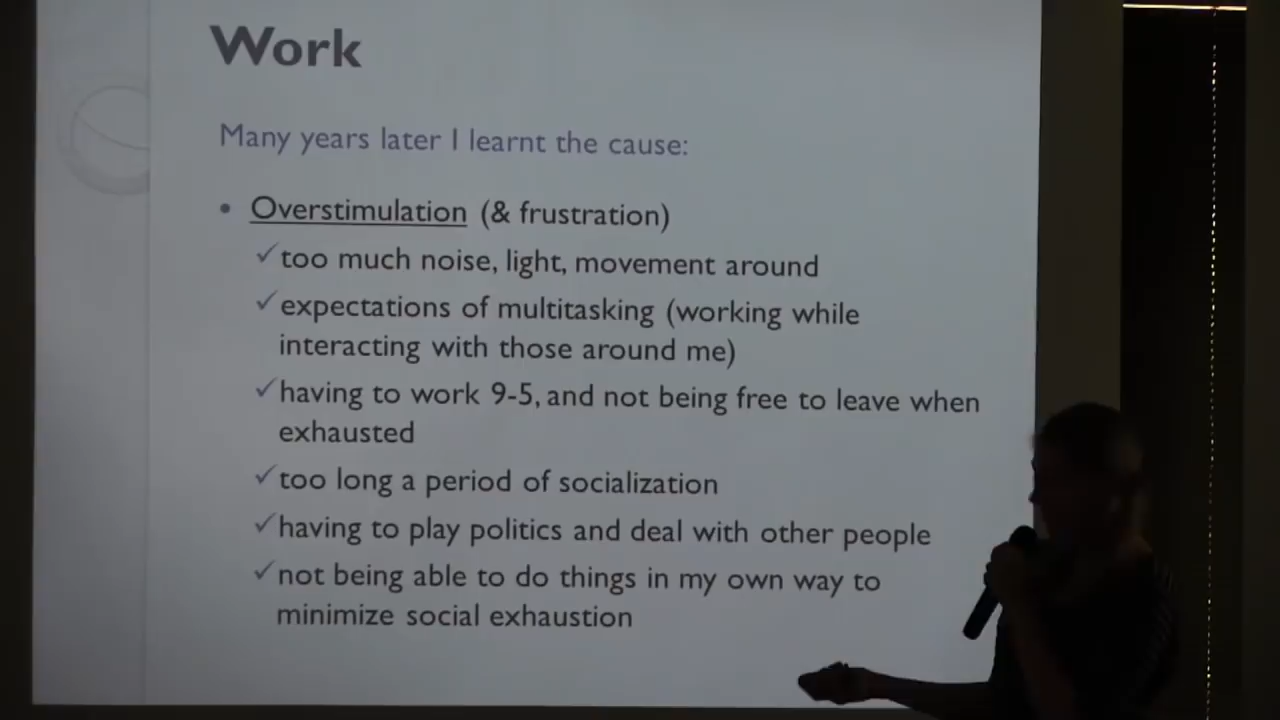 Work
Many years later I learnt the cause:
• Overstimulation (& frustration)
✓too much noise, light, movement around
✓expectations of multitasking (working while
interacting with those around me)
✓having to work 9-5, and not being free to leave when
exhausted
✓too long a period of socialization
✓having to play politics and deal with other people
✓not being able to do things in my own way to
minimize social exhaustion